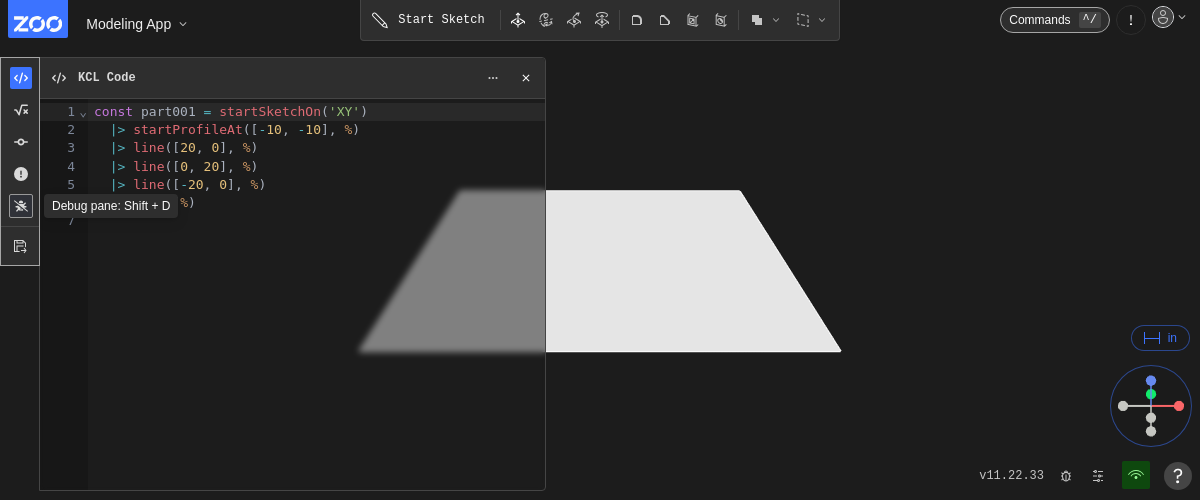 ZOO
Modeling App
Start Sketch
Commands ^/
!
KCL Code
1 const part001 = startSketchOn('XY')
2 |> startProfileAt([-10, -10], %)
3 |> line([20, 0], %)
4 |> line([0, 20], %)
5 |> line([-20, 0], %)
%)
7
Debug pane: Shift + D
in
v11.22.33
?